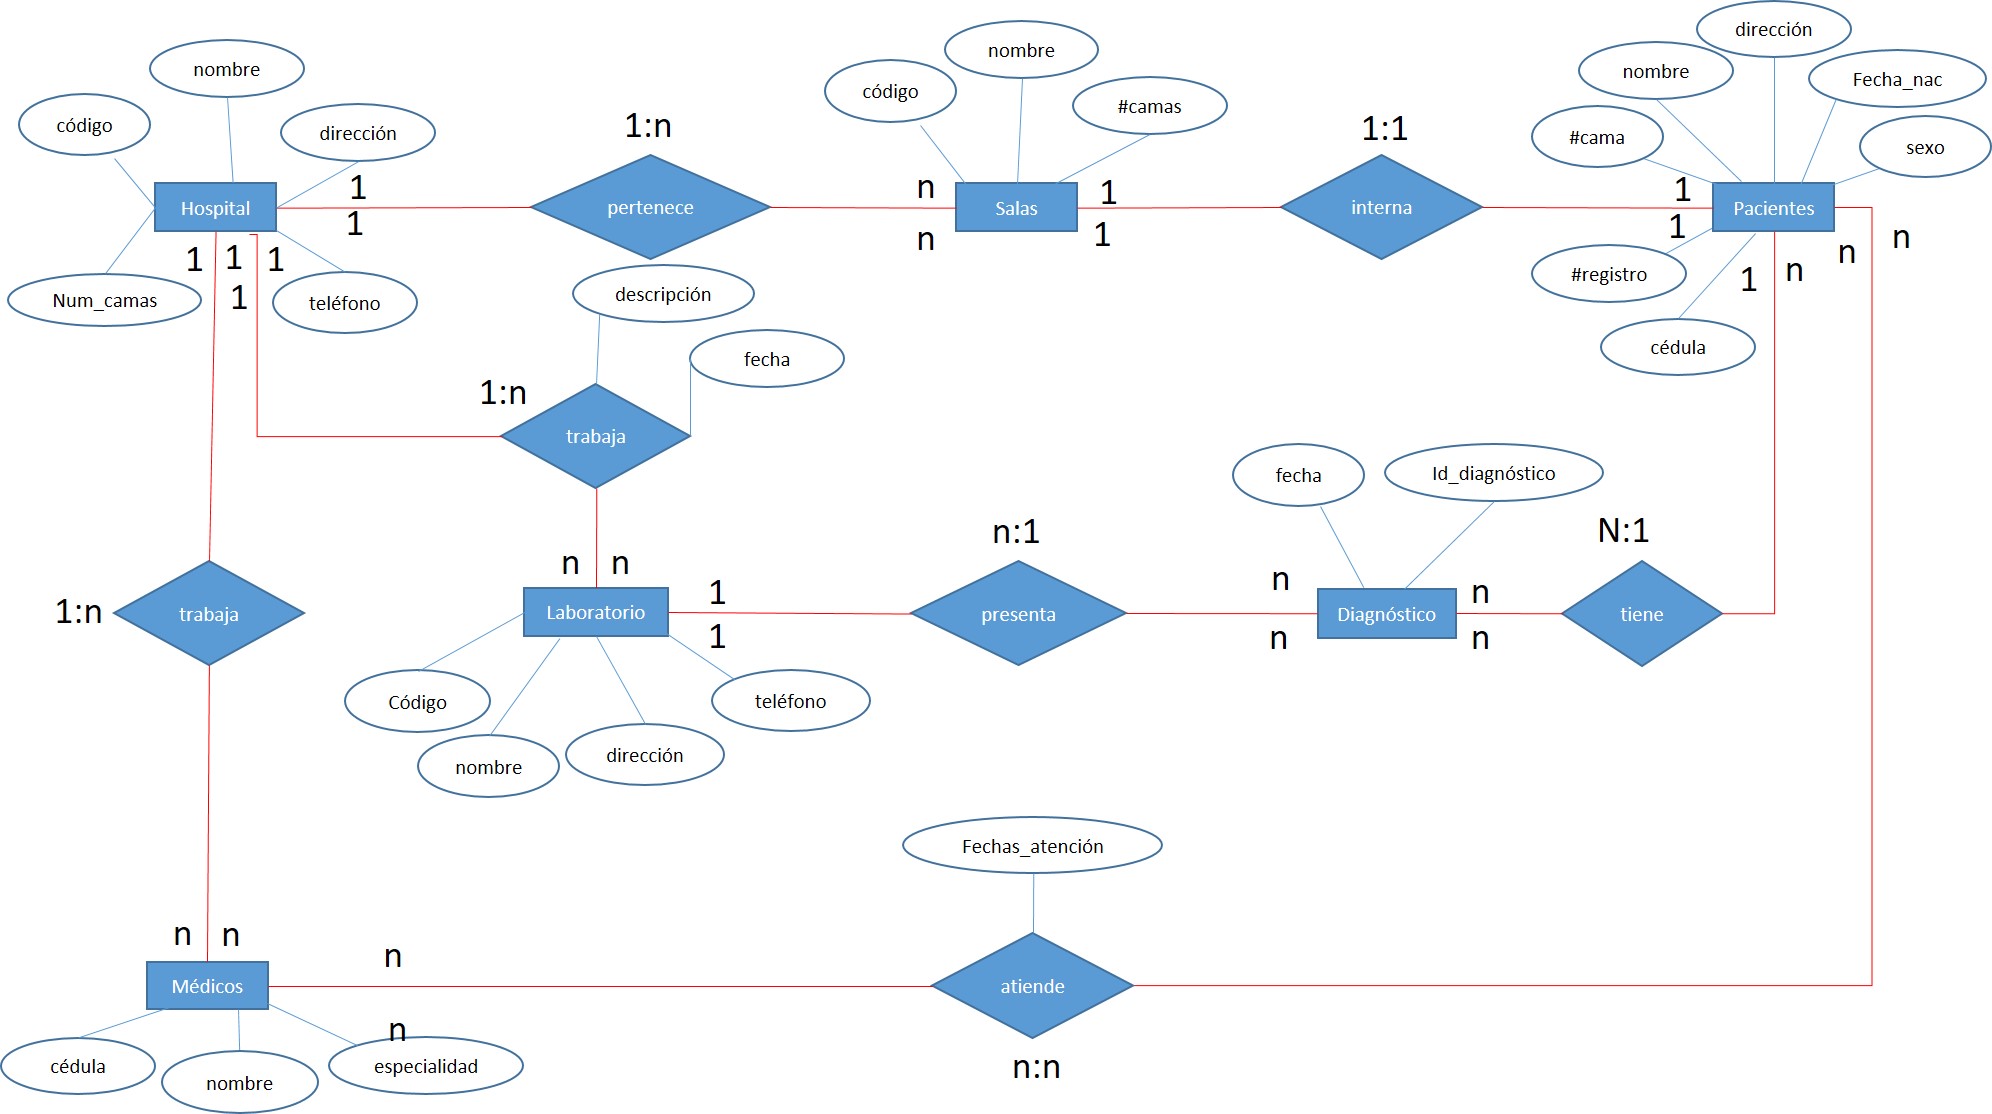 dirección
nombre
nombre
nombre
Fecha_nac
código
#camas
código
dirección
1:n
1:1
#cama
sexo
1
n
1
1
Hospital
pertenece
Salas
interna
Pacientes
1
n
1
1
n
n
1
1
1
n
1
1
Num_camas
teléfono
descripción
#registro
cédula
fecha
1:n
trabaja
fecha
Id_diagnóstico
n:1
N:1
n
n
1
n
n
1:n
trabaja
Laboratorio
presenta
Diagnóstico
tiene
1
n
n
Código
teléfono
nombre
dirección
Fechas_atención
n
n
n
Médicos
atiende
n
cédula
nombre
especialidad
n:n